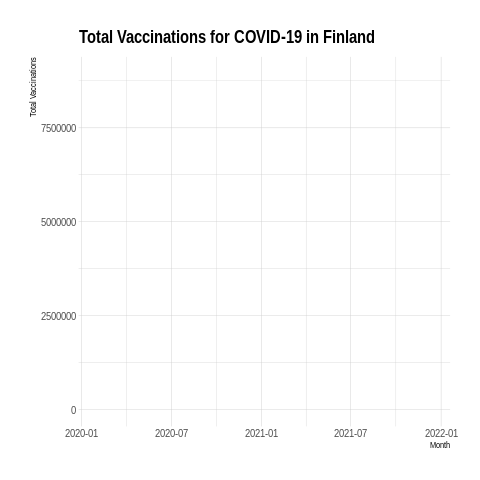 Total Vaccinations for COVID-19 in Finland
Total Vaccinations
7500000
5000000
2500000
0
2020-01 2020-07 2021-01 2021-07 2022-01
Month